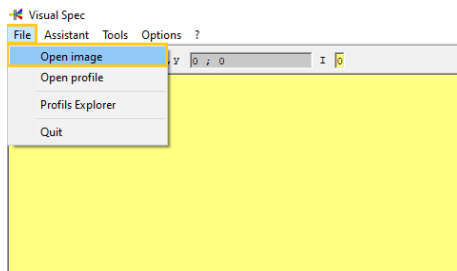 Visual Spec
File Assistant Tools Options ?
Open image
,y 0 ; 0 I 0
Open profile
Profils Explorer
Quit